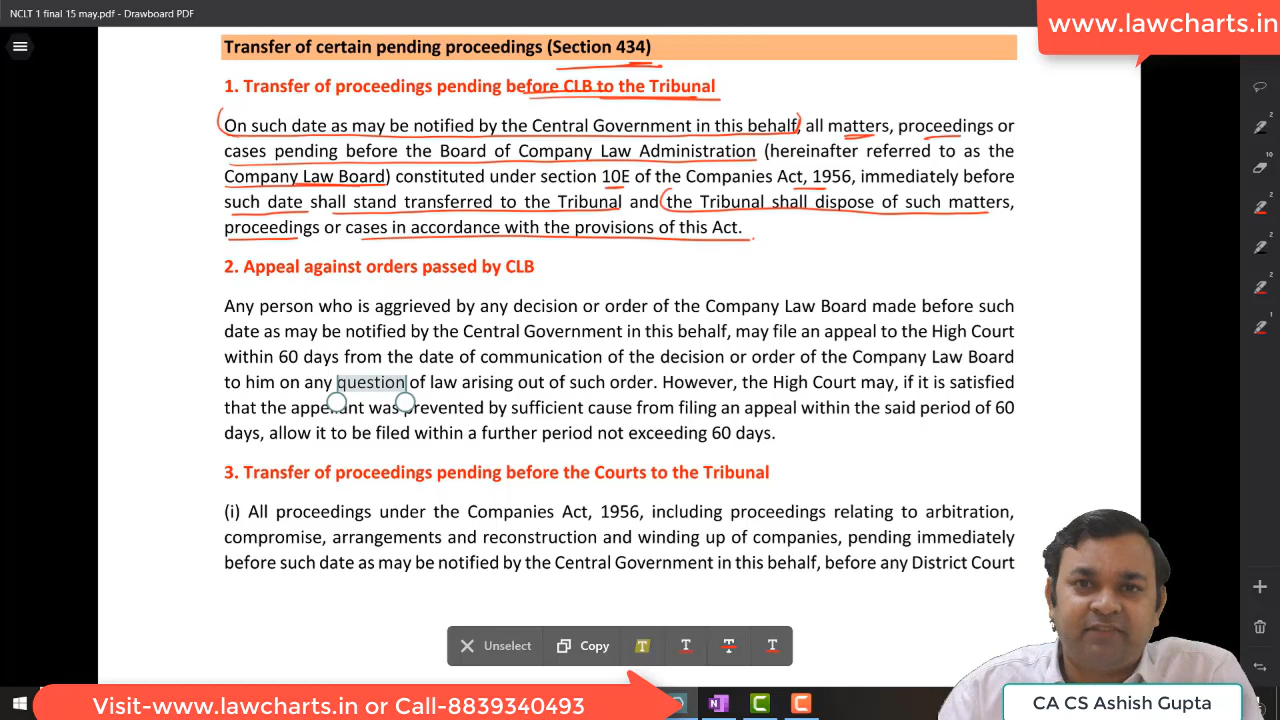 NCLT 1 final 15 may.pdf - Drawboard PDF
www.lawcharts.in
Transfer of certain pending proceedings (Section 434)
1. Transfer of proceedings pending before CLB to the Tribunal
On such date as may be notified by the Central Government in this behalf, all matters, proceedings or
cases pending before the Board of Company Law Administration (hereinafter referred to as the
Company Law Board) constituted under section 10E of the Companies Act, 1956, immediately before
such date shall stand transferred to the Tribunal and the Tribunal shall dispose of such matters,
proceedings or cases in accordance with the provisions of this Act.
2. Appeal against orders passed by CLB
Any person who is aggrieved by any decision or order of the Company Law Board made before such
date as may be notified by the Central Government in this behalf, may file an appeal to the High Court
within 60 days from the date of communication of the decision or order of the Company Law Board
to him on any question of law arising out of such order. However, the High Court may, if it is satisfied
that the appellant was prevented by sufficient cause from filing an appeal within the said period of 60
days, allow it to be filed within a further period not exceeding 60 days.
3. Transfer of proceedings pending before the Courts to the Tribunal
(i) All proceedings under the Companies Act, 1956, including proceedings relating to arbitration,
compromise, arrangements and reconstruction and winding up of companies, pending immediately
before such date as may be notified by the Central Government in this behalf, before any District Court
Unselect Copy T T T T
Visit-www.lawcharts.in or Call-8839340493
CA CS Ashish Gupta